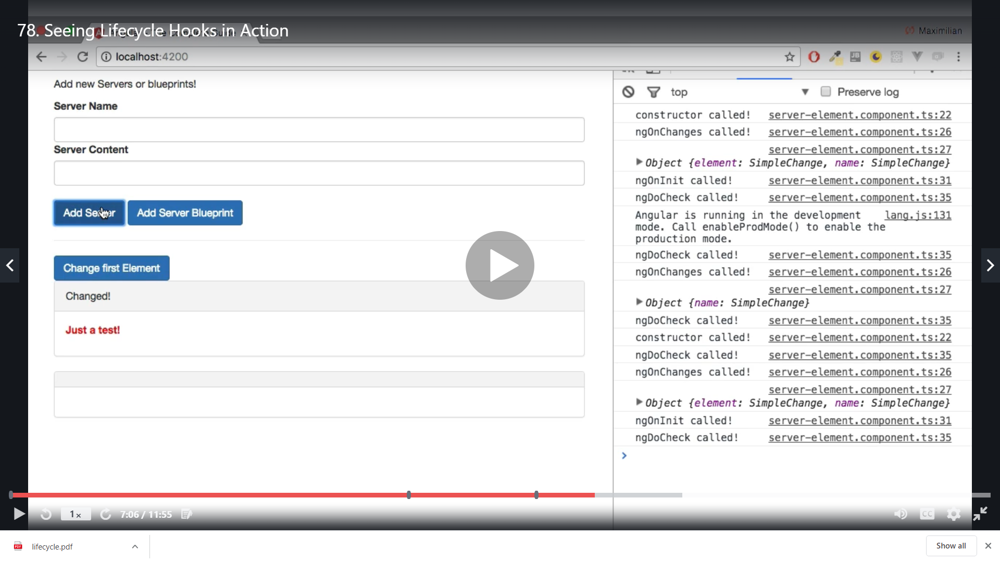 78. Seeing Lifecycle Hooks in Action
Maximilian
localhost:4200
Add new Servers or blueprints!
Server Name
Server Content
Add Server
Add Server Blueprint
Change first Element
Changed!
Just a test!
top
Preserve log
constructor called! server-element.component.ts:22
ngOnChanges called! server-element.component.ts:26
server-element.component.ts:27
Object {element: SimpleChange, name: SimpleChange}
ngOnInit called! server-element.component.ts:31
ngDoCheck called! server-element.component.ts:35
Angular is running in the development lang.js:131
mode. Call enableProdMode() to enable the
production mode.
ngDoCheck called! server-element.component.ts:35
ngOnChanges called! server-element.component.ts:26
server-element.component.ts:27
Object {name: SimpleChange}
ngDoCheck called! server-element.component.ts:35
constructor called! server-element.component.ts:22
ngDoCheck called! server-element.component.ts:35
ngOnChanges called! server-element.component.ts:26
server-element.component.ts:27
Object {element: SimpleChange, name: SimpleChange}
ngOnInit called! server-element.component.ts:31
ngDoCheck called! server-element.component.ts:35
1x
7:06 / 11:55
CC
PDF
lifecycle.pdf
Show all